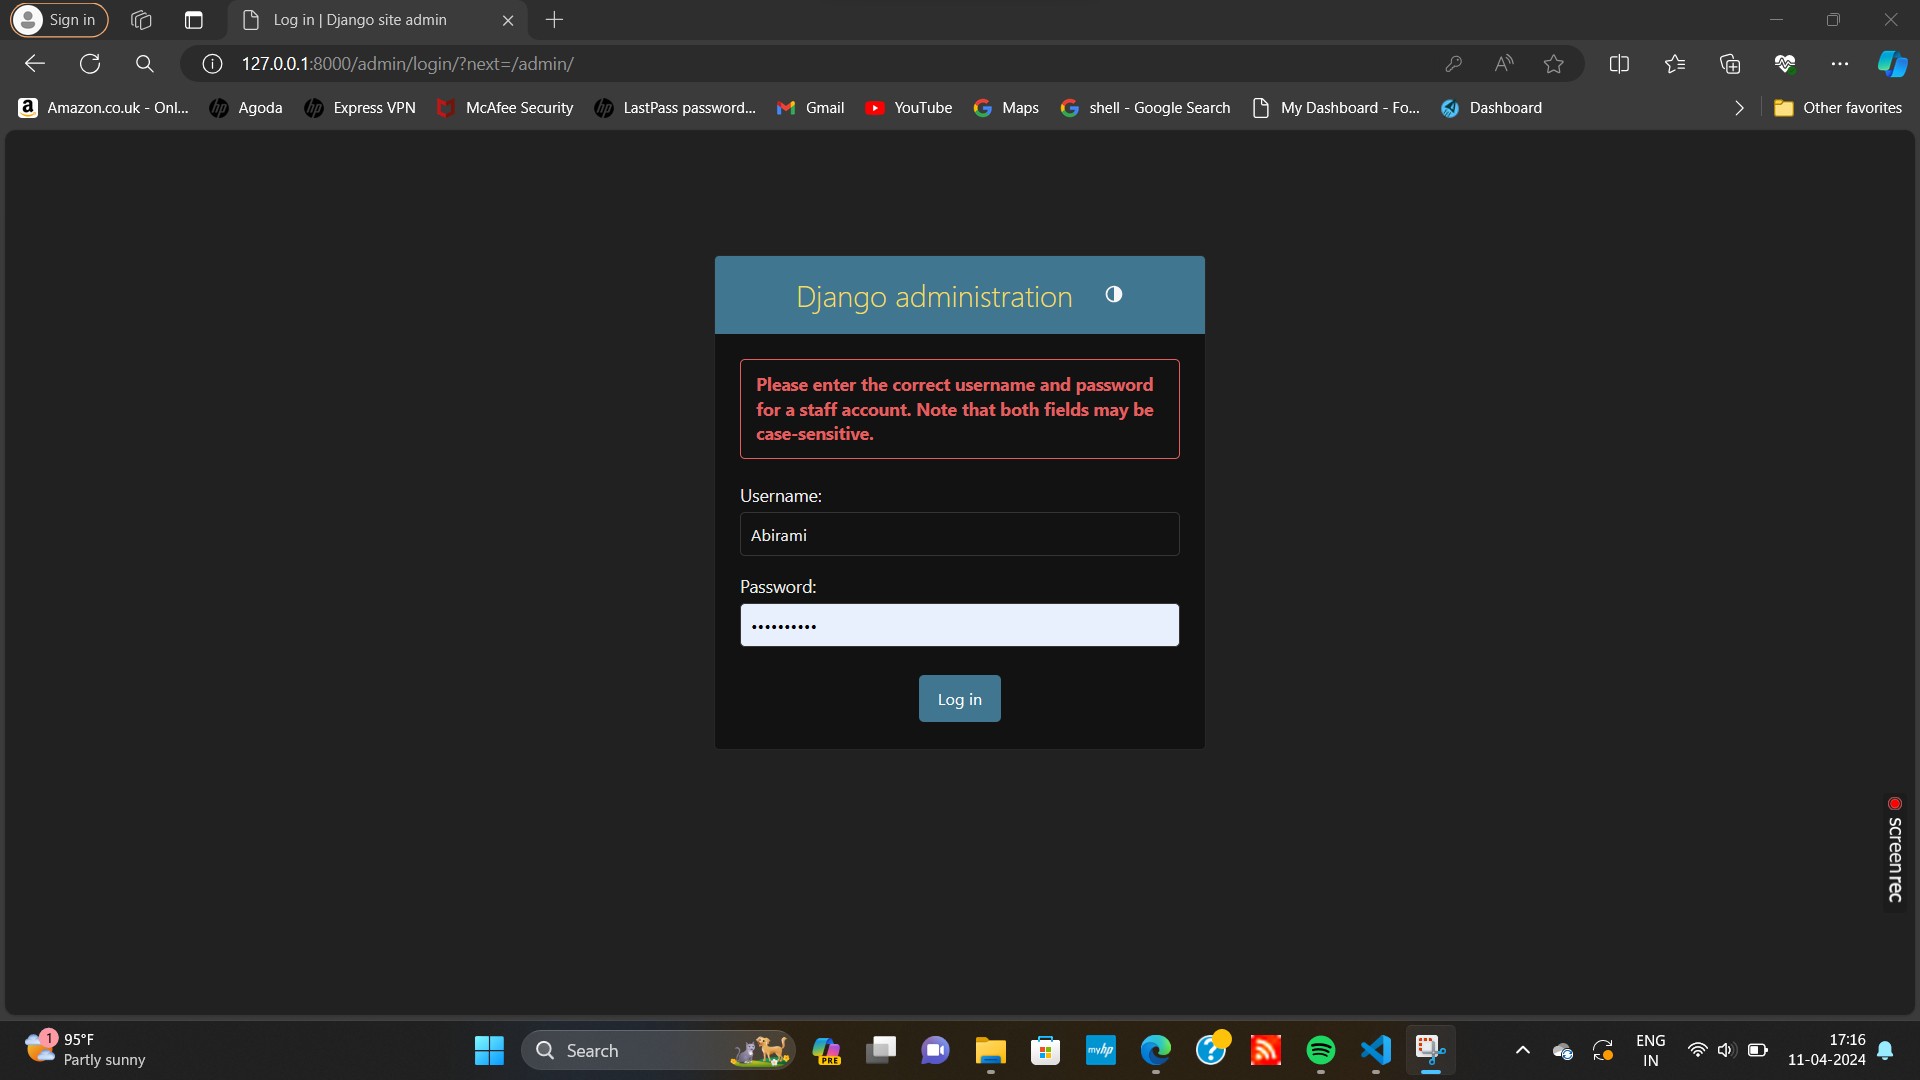 Sign in
Log in | Django site admin
127.0.0.1:8000/admin/login/?next=/admin/
Amazon.co.uk - Onl...
Agoda
Express VPN
McAfee Security
LastPass password...
Gmail
YouTube
Maps
shell - Google Search
My Dashboard - Fo...
Dashboard
Other favorites
Django administration
Please enter the correct username and password
for a staff account. Note that both fields may be
case-sensitive.
Username:
Abirami
Password:
••••••••••
Log in
screenrec
1
95°F
Partly sunny
Search
PRE
myhp
ENG
IN
17:16
11-04-2024